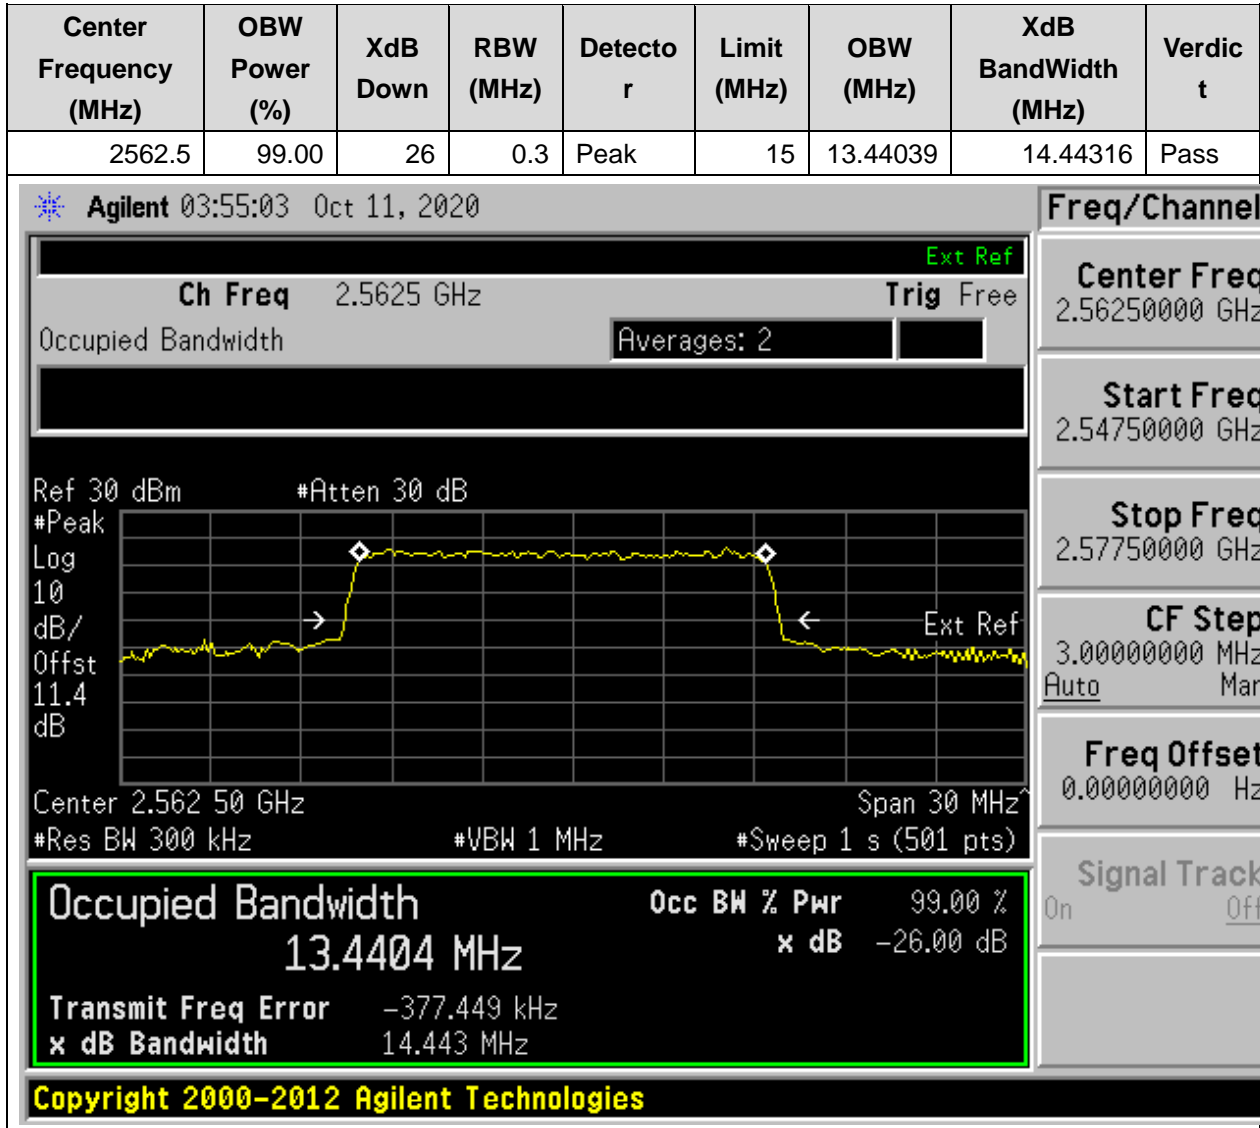 Center Frequency (MHz) OBW Power (%) XdB Down RBW (MHz) Detecto r Limit (MHz) OBW (MHz) XdB BandWidth (MHz) Verdic t
2562.5 99.00 26 0.3 Peak 15 13.44039 14.44316 Pass
Agilent 03:55:03 Oct 11, 2020 Freq/Channel
Ext Ref
Ch Freq 2.5625 GHz Trig Free
Occupied Bandwidth Averages: 2
Center Freq
2.56250000 GHz
Start Freq
2.54750000 GHz
Stop Freq
2.57750000 GHz
CF Step
3.00000000 MHz
Auto Man
Freq Offset
0.00000000 Hz
Signal Track
On Off
Ref 30 dBm #Atten 30 dB
#Peak
Log
10
dB/
Offst
11.4
dB
Ext Ref
Center 2.562 50 GHz Span 30 MHz^
#Res BW 300 kHz #VBW 1 MHz #Sweep 1 s (501 pts)
Occupied Bandwidth Occ BW % Pwr 99.00 %
13.4404 MHz x dB -26.00 dB
Transmit Freq Error -377.449 kHz
x dB Bandwidth 14.443 MHz
Copyright 2000-2012 Agilent Technologies